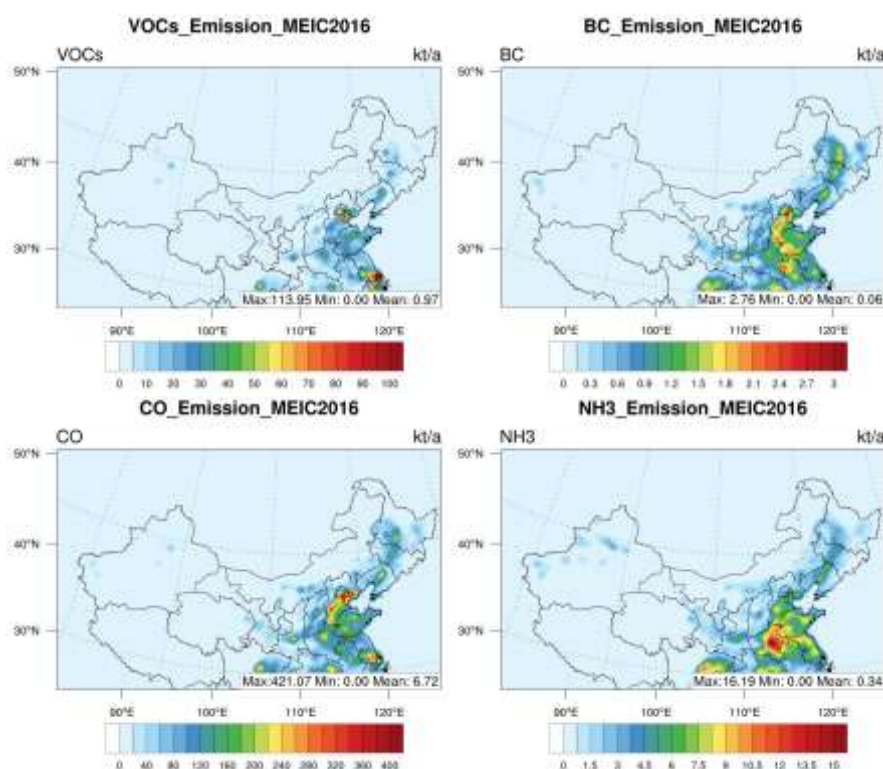 VOCs_Emission_MEIC2016
VOCs kt/a
50°N
40°N
30°N
Max:113.95 Min: 0.00 Mean: 0.97
90°E 100°E 110°E 120°E
0 10 20 30 40 50 60 70 80 90 100
BC_Emission_MEIC2016
BC kt/a
50°N
40°N
30°N
Max: 2.76 Min: 0.00 Mean: 0.06
90°E 100°E 110°E 120°E
0 0.3 0.6 0.9 1.2 1.5 1.8 2.1 2.4 2.7 3
CO_Emission_MEIC2016
CO kt/a
50°N
40°N
30°N
Max:421.07 Min: 0.00 Mean: 6.72
90°E 100°E 110°E 120°E
0 40 80 120 160 200 240 280 320 360 400
NH3_Emission_MEIC2016
NH3 kt/a
50°N
40°N
30°N
Max:16.19 Min: 0.00 Mean: 0.34
90°E 100°E 110°E 120°E
0 1.5 3 4.5 6 7.5 9 10.5 12 13.5 15